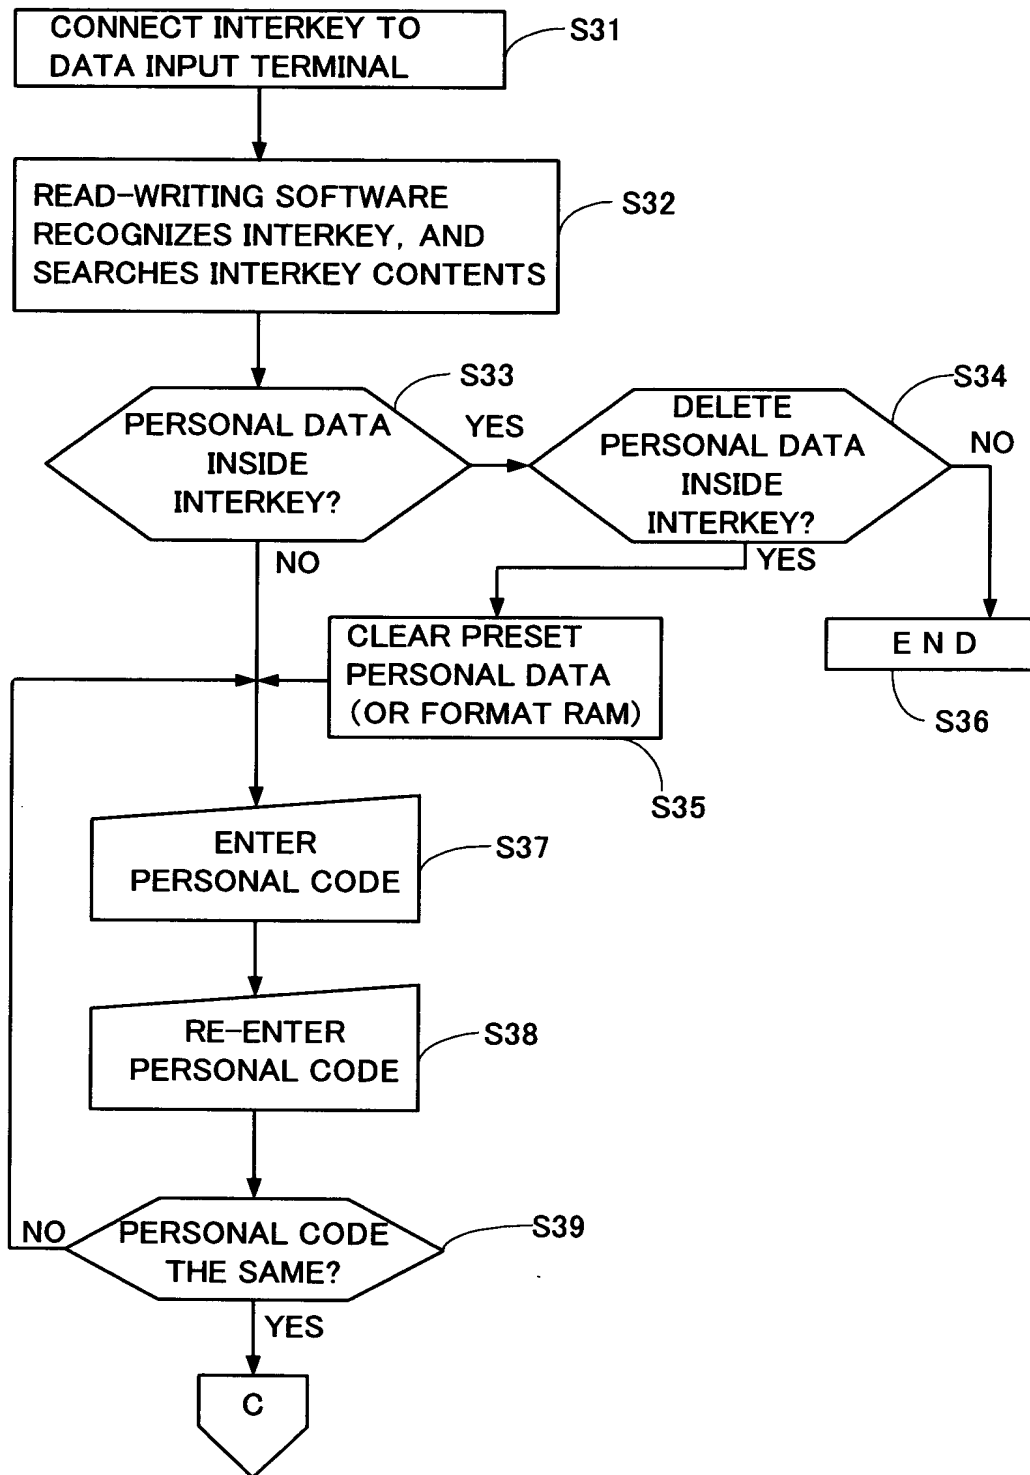 CONNECT INTERKEY TO
DATA INPUT TERMINAL
S31
READ-WRITING SOFTWARE
RECOGNIZES INTERKEY, AND
SEARCHES INTERKEY CONTENTS
S32
PERSONAL DATA
INSIDE
INTERKEY?
S33
YES
NO
DELETE
PERSONAL DATA
INSIDE
INTERKEY?
S34
NO
YES
CLEAR PRESET
PERSONAL DATA
(OR FORMAT RAM)
S35
END
S36
ENTER
PERSONAL CODE
S37
RE-ENTER
PERSONAL CODE
S38
PERSONAL CODE
THE SAME?
S39
NO
YES
C